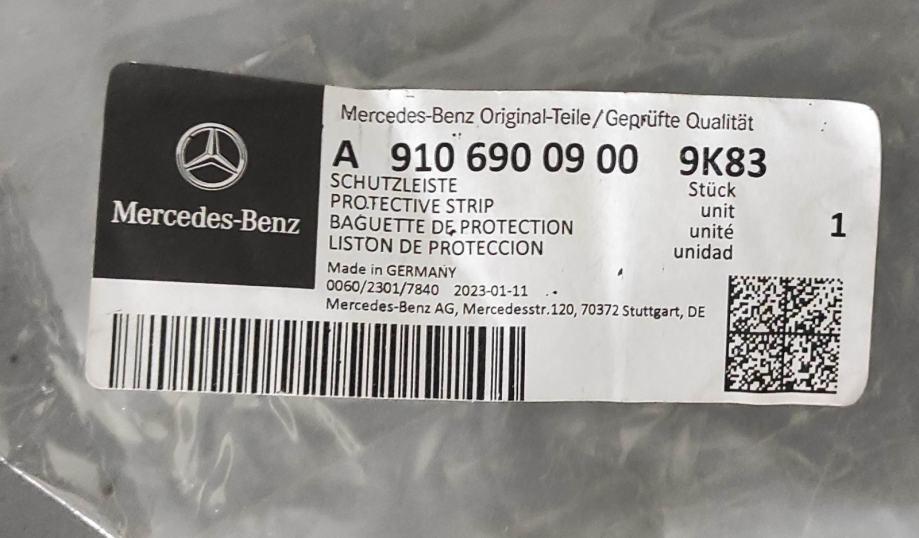 Mercedes-Benz
Mercedes-Benz Original-Teile/Geprüfte Qualität
A 910 690 09 00 9K83
SCHUTZLEISTE
PROTECTIVE STRIP
BAGUETTE DE PROTECTION
LISTON DE PROTECCION
Stück
unit
unité
unidad
1
Made in GERMANY
0060/2301/7840 2023-01-11
Mercedes-Benz AG, Mercedesstr.120, 70372 Stuttgart, DE